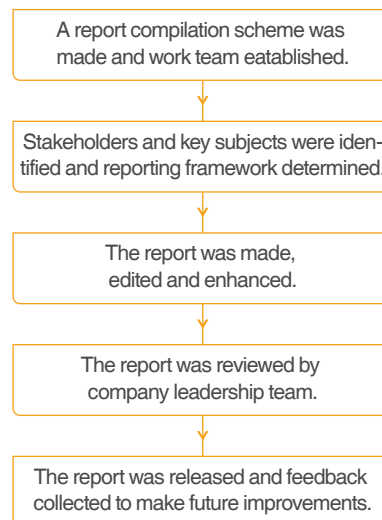 A report compilation scheme was
made and work team eatablished.
Stakeholders and key subjects were iden-
tified and reporting framework determined.
The report was made,
edited and enhanced.
The report was reviewed by
company leadership team.
The report was released and feedback
collected to make future improvements.